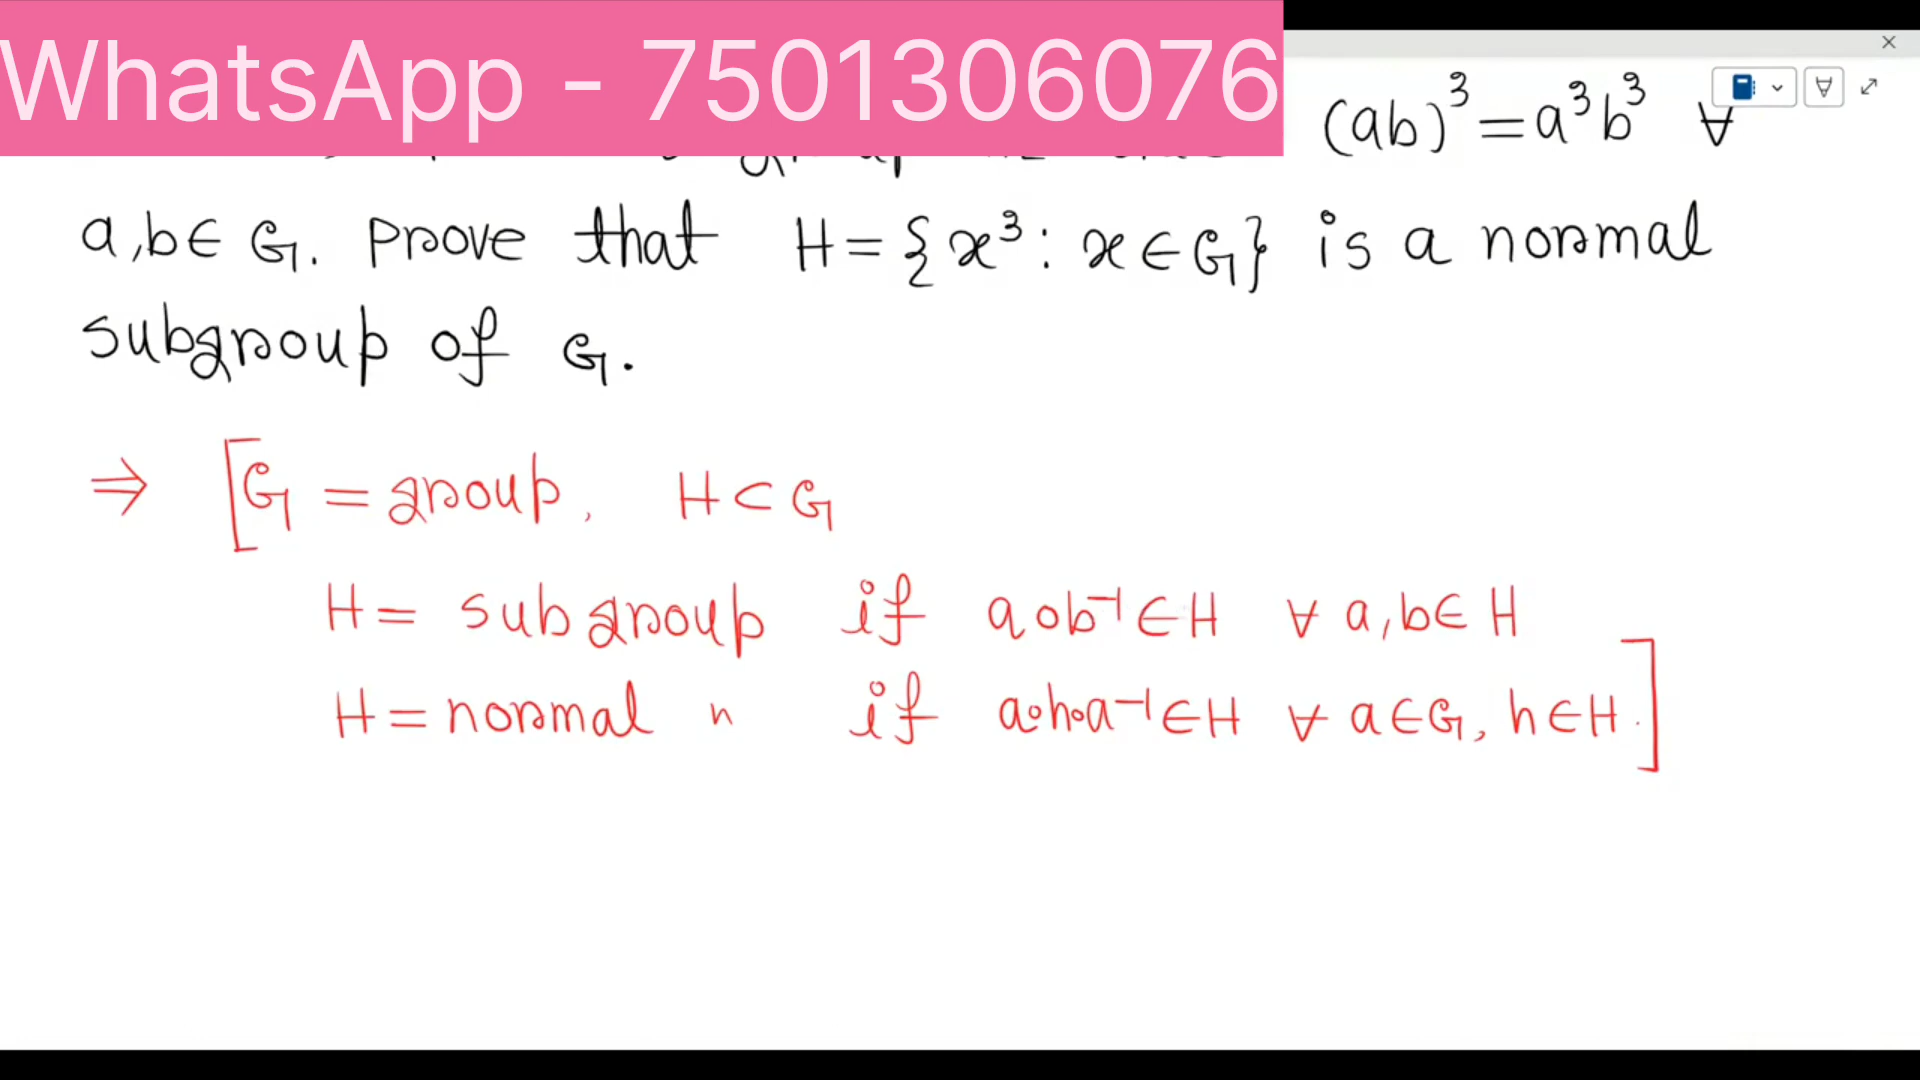 WhatsApp - 7501306076
(ab)³ = a³b³ ∀
a, b ∈ G. Prove that H = {x³ : x ∈ G} is a normal
subgroup of G.
⇒ [G = group, H ⊂ G
H = subgroup if a o b⁻¹ ∈ H ∀ a, b ∈ H
H = normal " if a o h o a⁻¹ ∈ H ∀ a ∈ G, h ∈ H.]